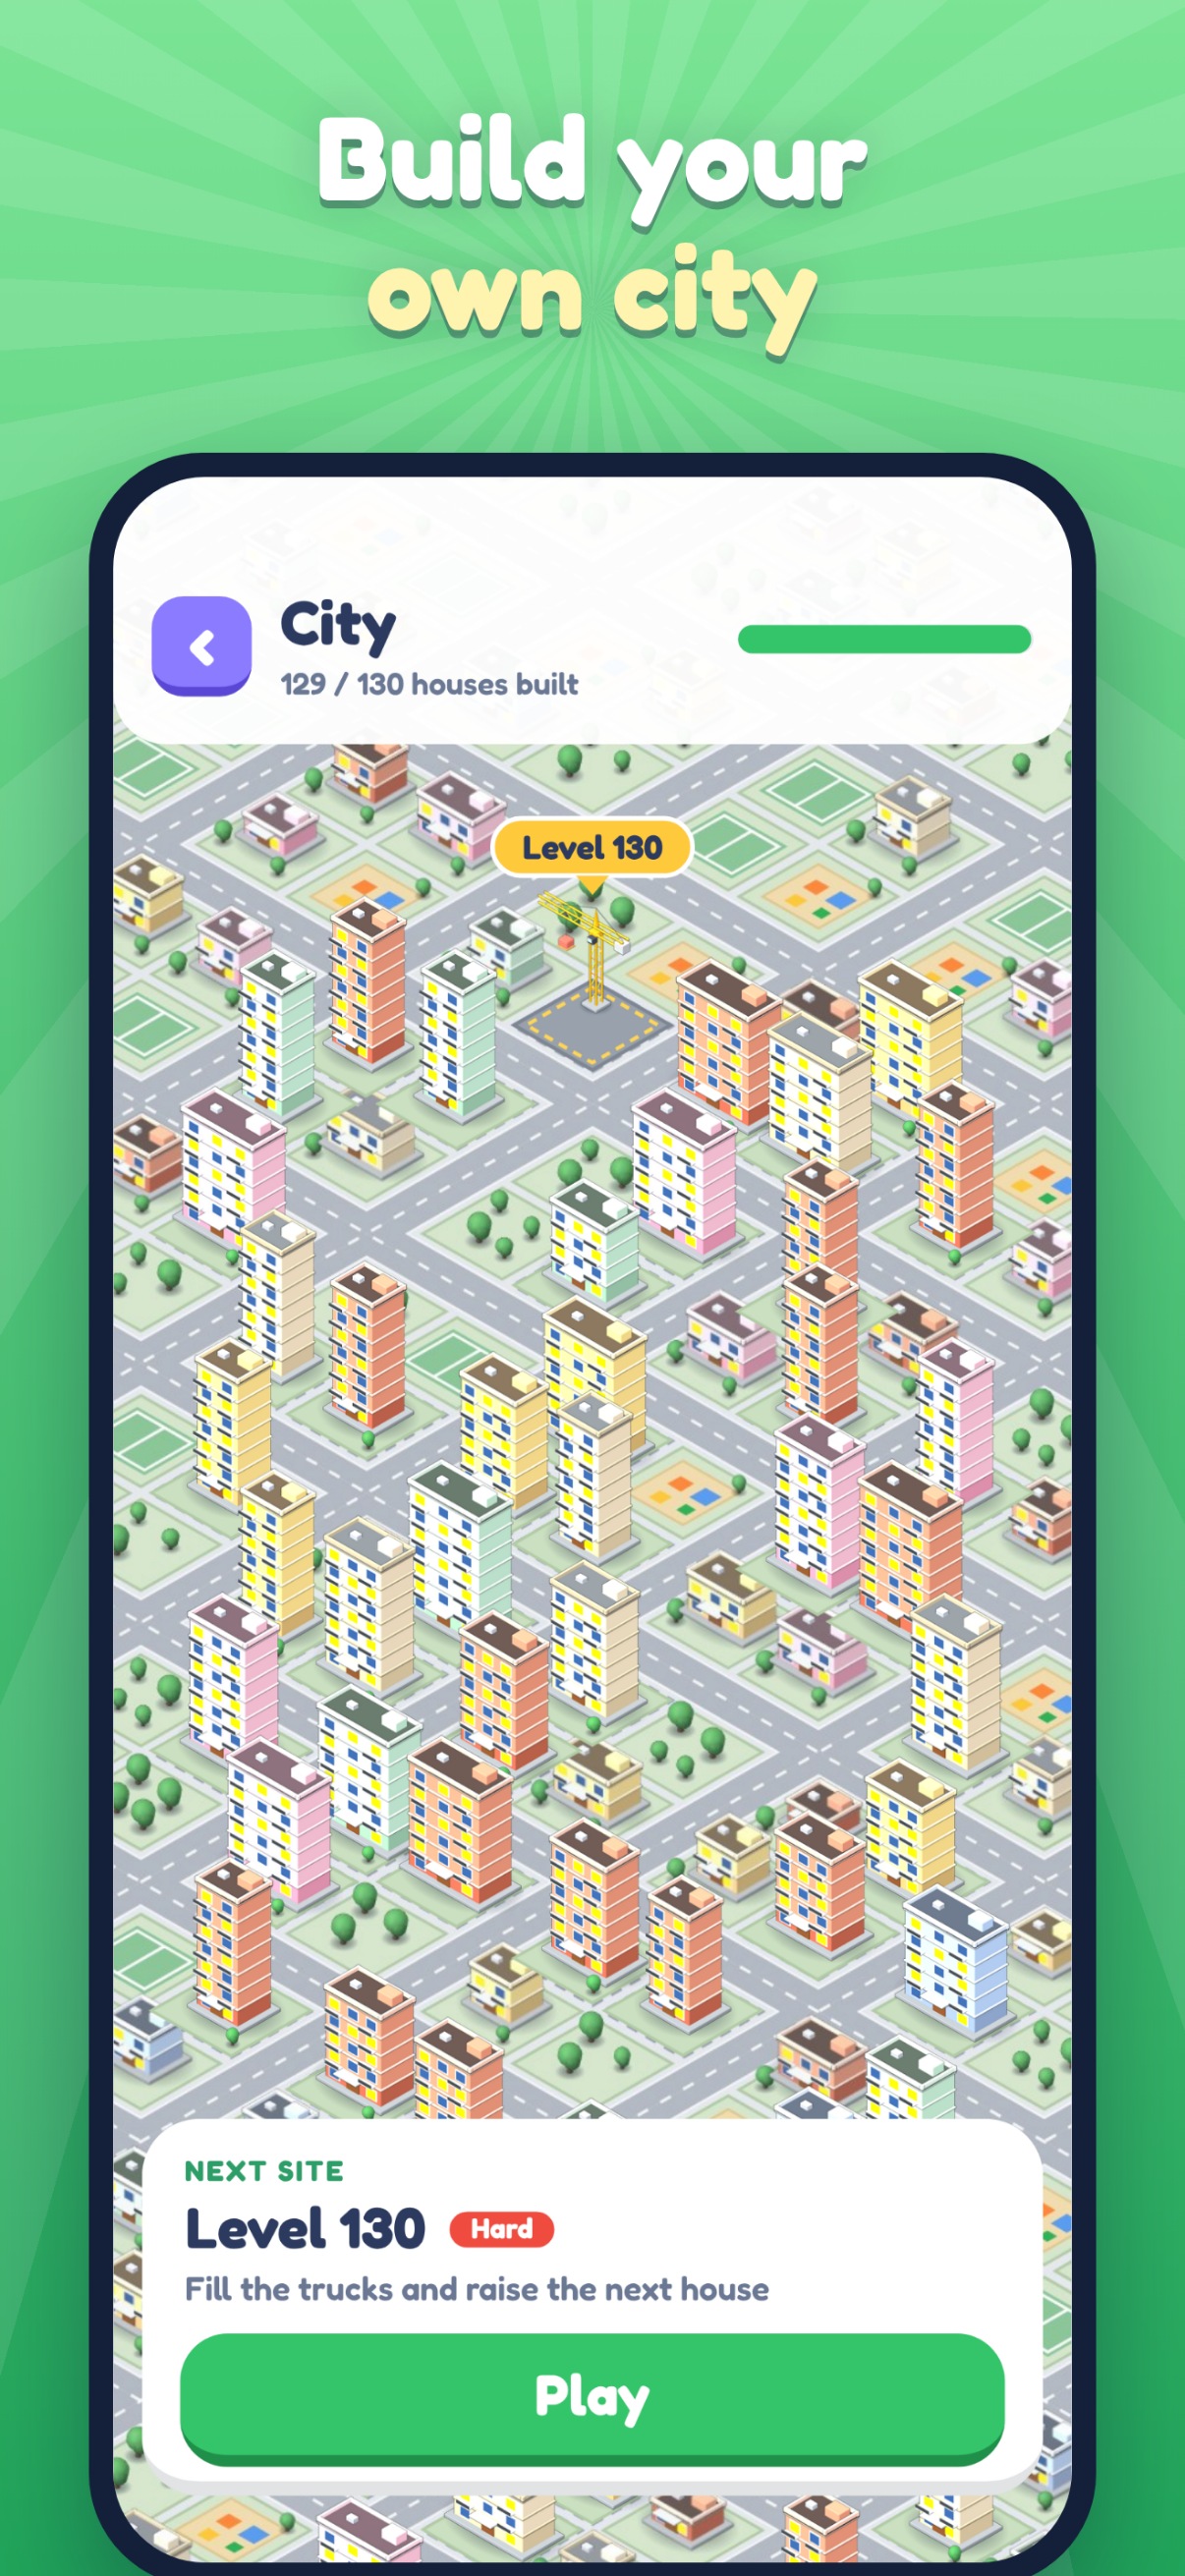 Build your
own city
City
129 / 130 houses built
Level 130
NEXT SITE
Level 130 Hard
Fill the trucks and raise the next house
Play